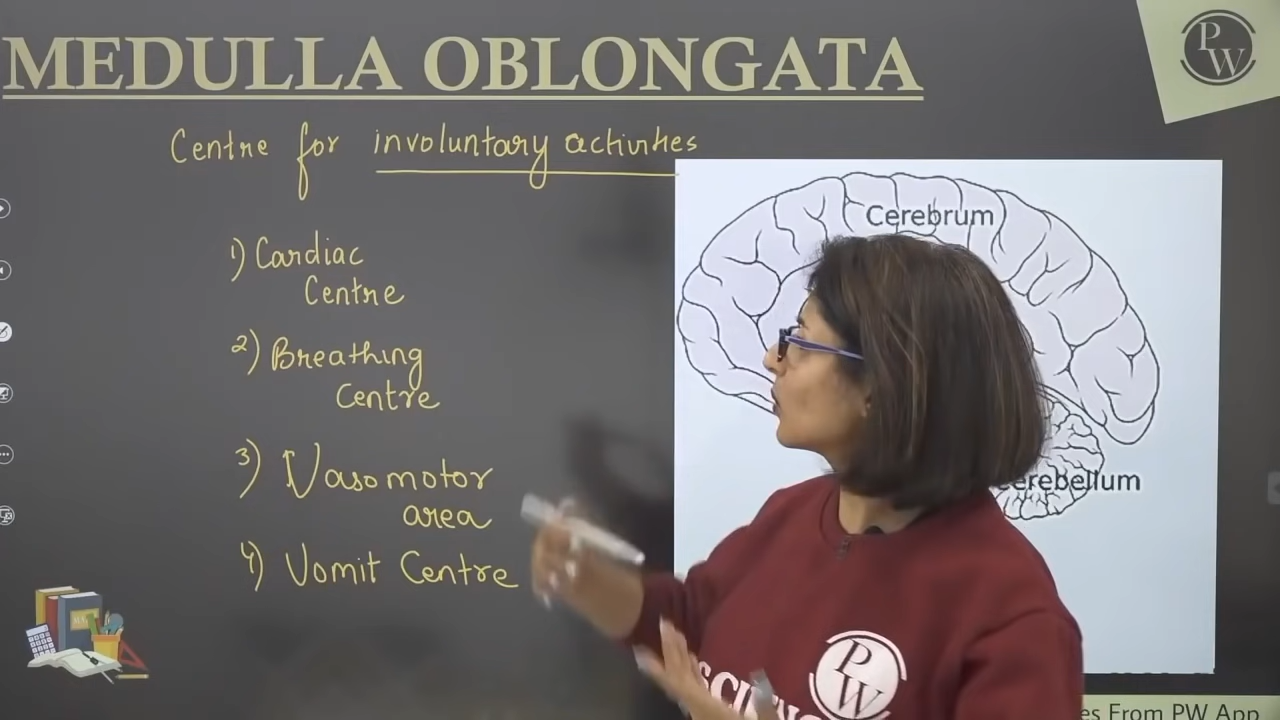 MEDULLA OBLONGATA
PW
Centre for involuntary activities
1) Cardiac
Centre
2) Breathing
Centre
3) Vasomotor
area
4) Vomit Centre
Cerebrum
erebellum
PW
es From PW App